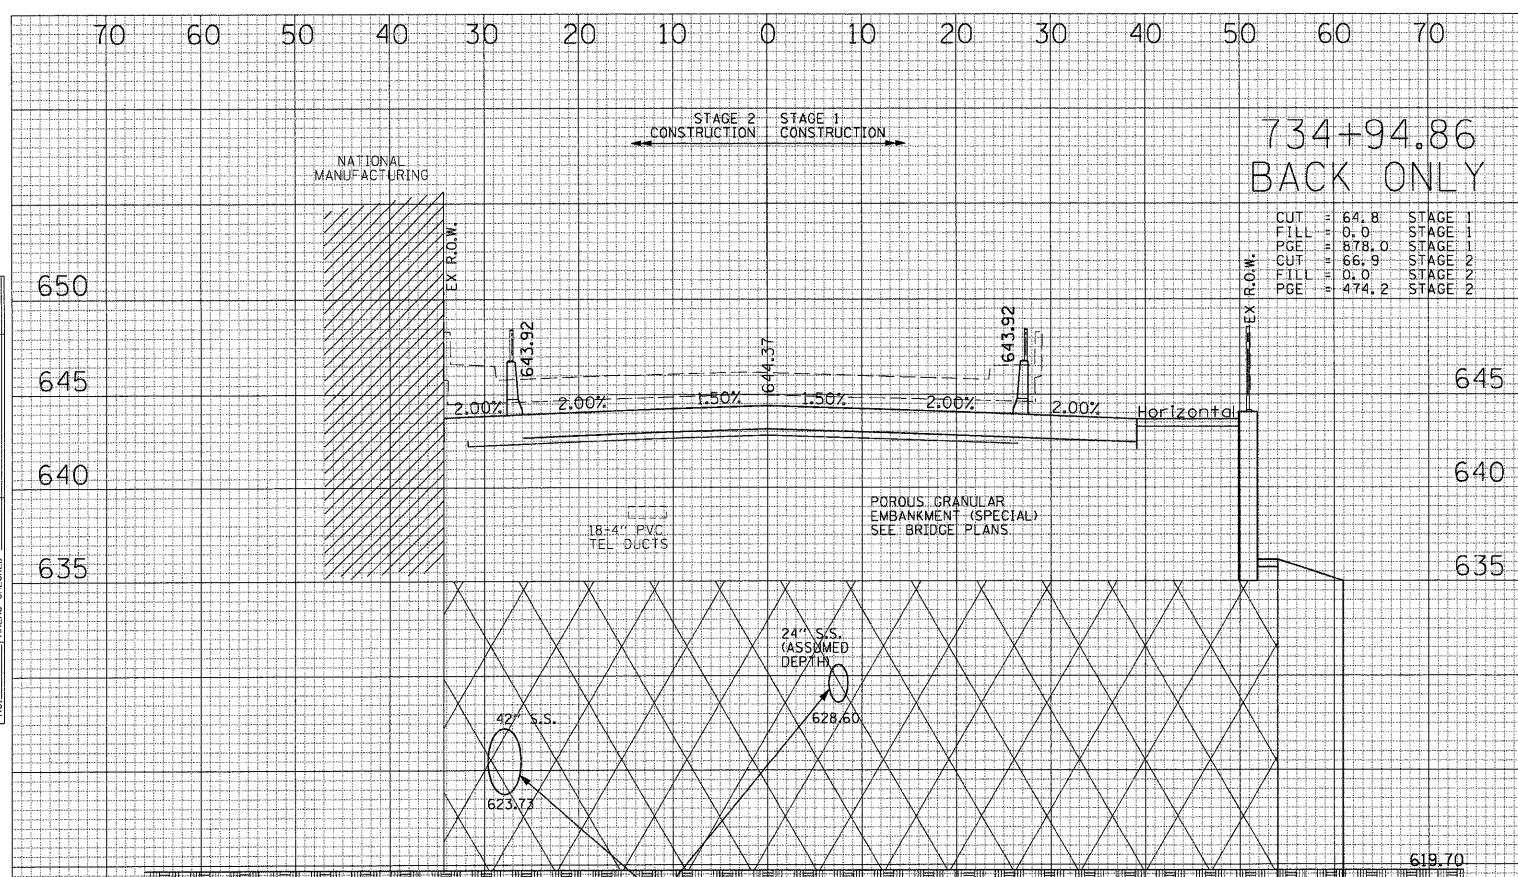 70 60 50 40 30 20 10 0 10 20 30 40 50 60 70
STAGE 2 STAGE 1
CONSTRUCTION CONSTRUCTION
734+94.86
BACK ONLY
NATIONAL
MANUFACTURING
CUT = 64.8 STAGE 1
FILL = 0.0 STAGE 1
PGE = 878.0 STAGE 1
CUT = 66.9 STAGE 2
FILL = 0.0 STAGE 2
PGE = 474.2 STAGE 2
EX R.O.W.
EX R.O.W.
650
643.92
644.37
643.92
645 645
2.00% 2.00% 1.50% 1.50% 2.00% 2.00% Horizontal
640 640
POROUS GRANULAR
EMBANKMENT (SPECIAL)
SEE BRIDGE PLANS
18-4" PVC
TEL DUCTS
635 635
24" S.S.
(ASSUMED
DEPTH)
628.60
42" S.S.
623.73
619.70